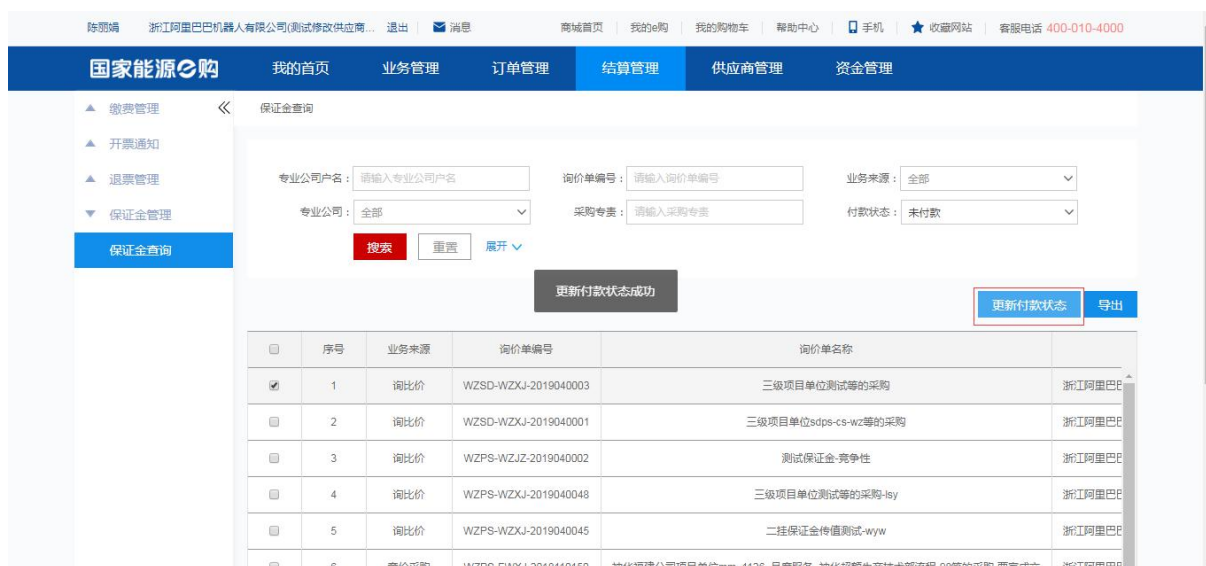 陈丽娟 浙江阿里巴巴机器人有限公司(测试修改供应商... 退出 消息 商城首页 我的e购 我的购物车 帮助中心 手机 收藏网站 客服电话 400-010-4000
国家能源e购 我的首页 业务管理 订单管理 结算管理 供应商管理 资金管理
缴费管理
开票通知
退票管理
保证金管理
保证金查询
保证金查询
专业公司户名： 请输入专业公司户名 询价单编号： 请输入询价单编号 业务来源： 全部
专业公司： 全部 采购专责： 请输入采购专责 付款状态： 未付款
搜索 重置 展开
更新付款状态成功
更新付款状态 导出
序号 业务来源 询价单编号 询价单名称
1 询比价 WZSD-WZXJ-2019040003 三级项目单位测试等的采购 浙江阿里巴巴
2 询比价 WZSD-WZXJ-2019040001 三级项目单位sdps-cs-wz等的采购 浙江阿里巴巴
3 询比价 WZPS-WZJZ-2019040002 测试保证金-竞争性 浙江阿里巴巴
4 询比价 WZPS-WZXJ-2019040048 三级项目单位测试等的采购-lsy 浙江阿里巴巴
5 询比价 WZPS-WZXJ-2019040045 二挂保证金传值测试-wyw 浙江阿里巴巴